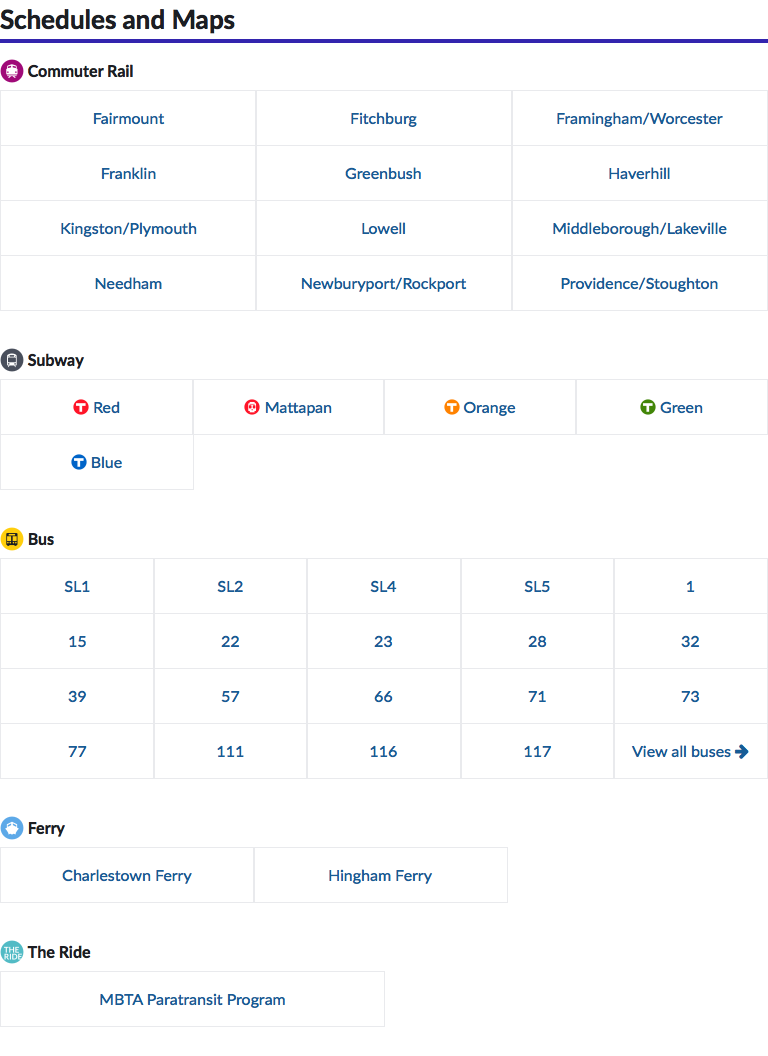 Schedules and Maps
Commuter Rail
Fairmount Fitchburg Framingham/Worcester
Franklin Greenbush Haverhill
Kingston/Plymouth Lowell Middleborough/Lakeville
Needham Newburyport/Rockport Providence/Stoughton
Subway
T Red Mattapan T Orange T Green
T Blue
Bus
SL1 SL2 SL4 SL5 1
15 22 23 28 32
39 57 66 71 73
77 111 116 117 View all buses
Ferry
Charlestown Ferry Hingham Ferry
THE RIDE The Ride
MBTA Paratransit Program